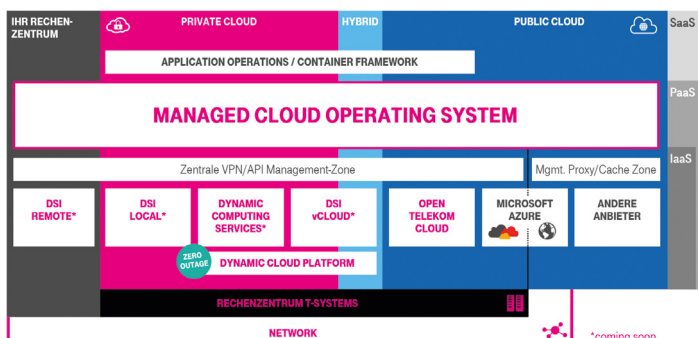 IHR RECHEN-
ZENTRUM
PRIVATE CLOUD
HYBRID
PUBLIC CLOUD
SaaS
APPLICATION OPERATIONS / CONTAINER FRAMEWORK
PaaS
MANAGED CLOUD OPERATING SYSTEM
IaaS
Zentrale VPN/API Management-Zone
Mgmt. Proxy/Cache Zone
DSI
REMOTE*
DSI
LOCAL*
DYNAMIC
COMPUTING
SERVICES*
DSI
vCLOUD*
OPEN
TELEKOM
CLOUD
MICROSOFT
AZURE
ANDERE
ANBIETER
ZERO
OUTAGE
DYNAMIC CLOUD PLATFORM
RECHENZENTRUM T-SYSTEMS
NETWORK
*coming soon